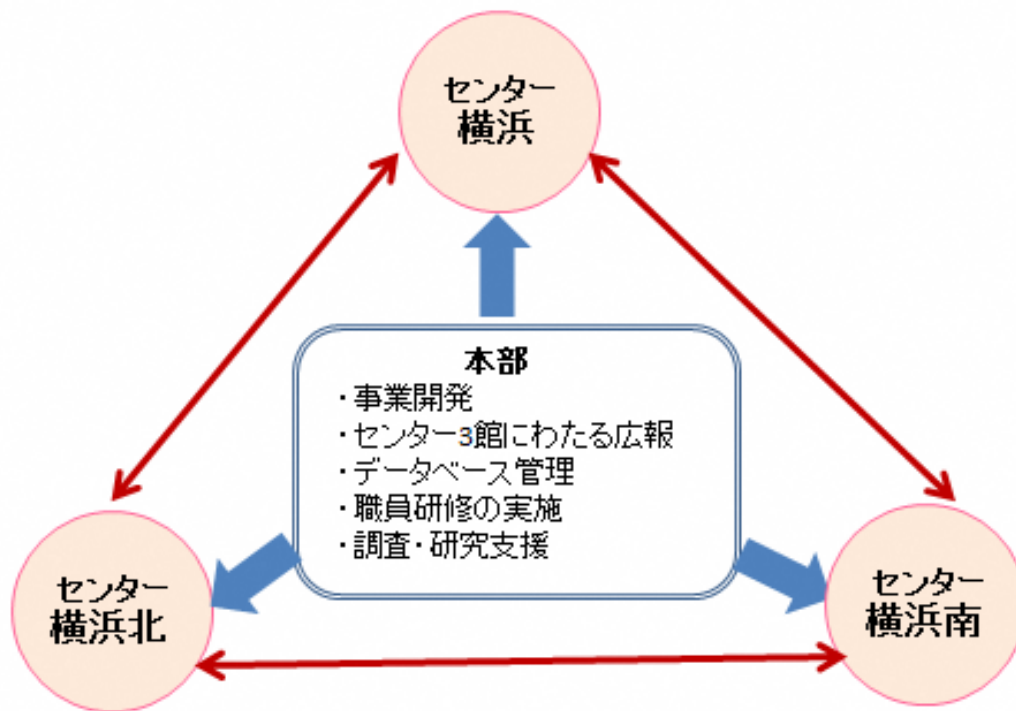 センター
横浜
本部
・事業開発
・センター3館にわたる広報
・データベース管理
・職員研修の実施
・調査・研究支援
センター
横浜北
センター
横浜南